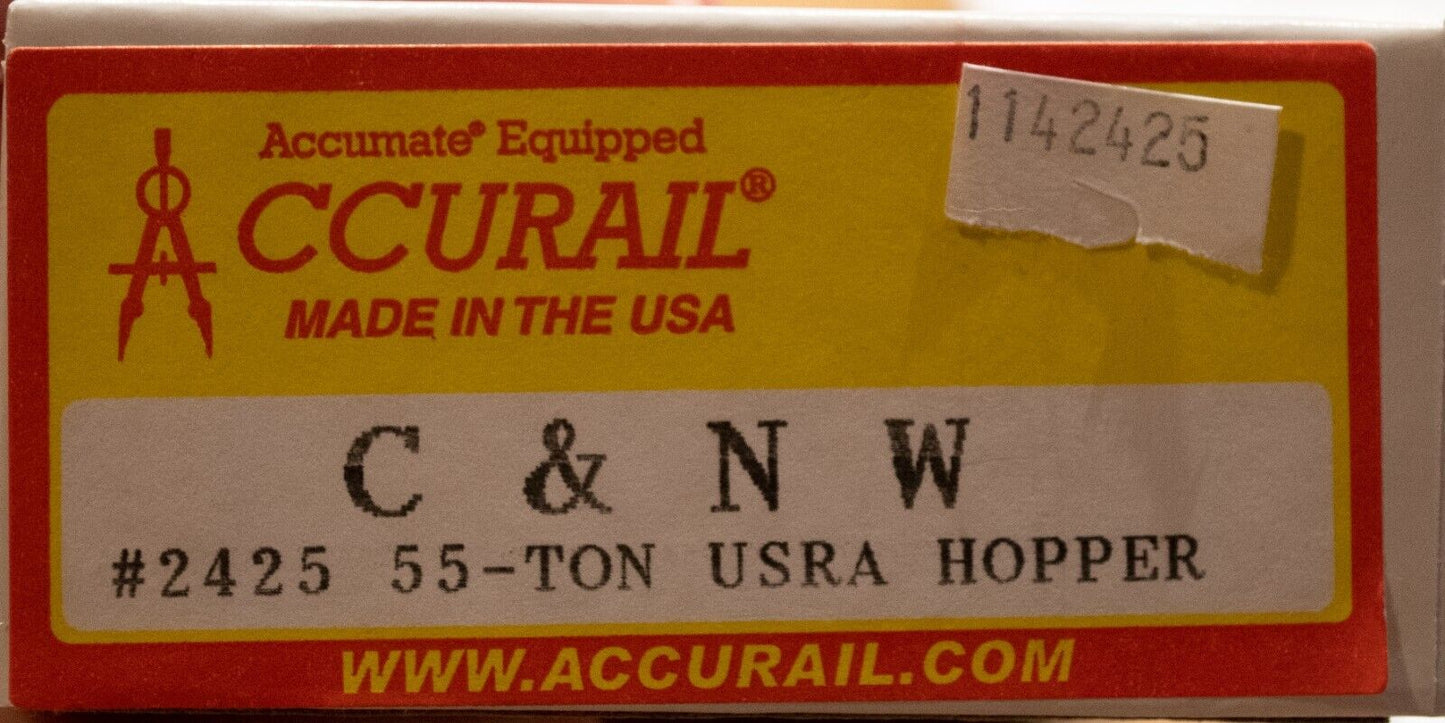 1142425
Accumate® Equipped
ACCURAIL®
MADE IN THE USA
C & N W
#2425 55-TON USRA HOPPER
WWW.ACCURAIL.COM